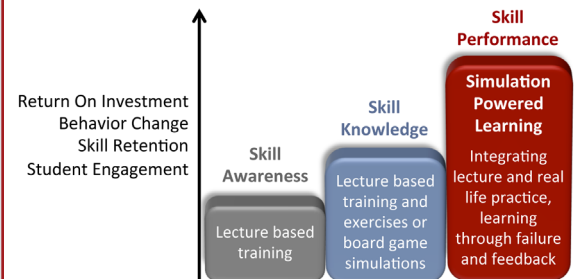 Skill
Performance
Return On Investment
Behavior Change
Skill Retention
Student Engagement
Skill
Awareness
Lecture based
training
Skill
Knowledge
Lecture based
training and
exercises or
board game
simulations
Simulation
Powered
Learning
Integrating
lecture and real
life practice,
learning
through failure
and feedback